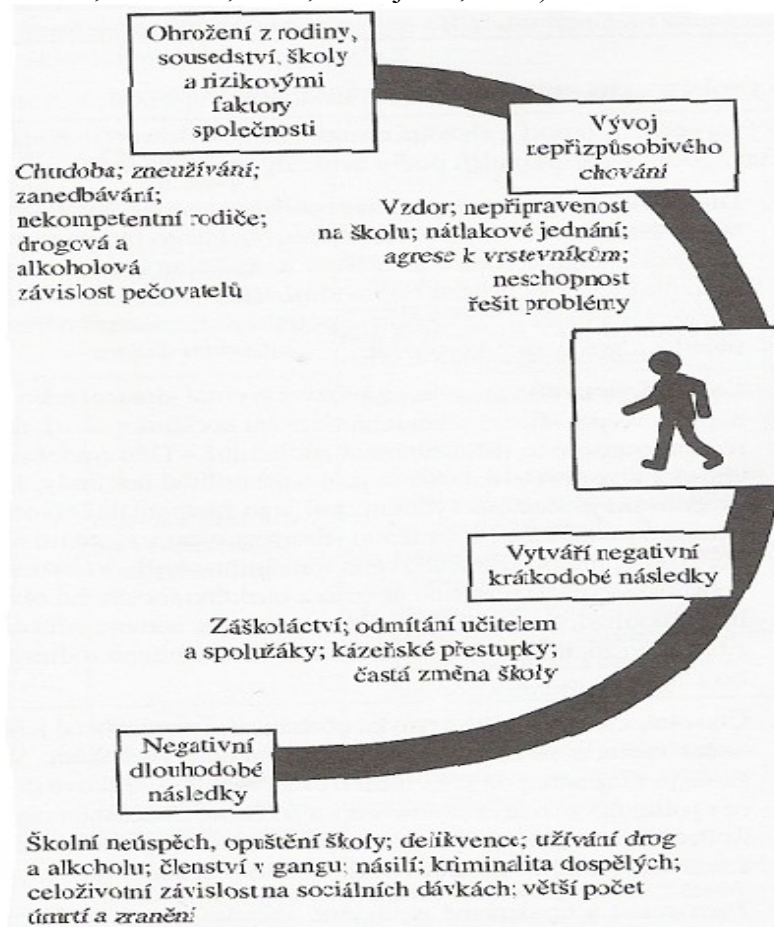 Ohrožení z rodiny,
sousedství, školy
a rizikovými
faktory
společnosti
Chudoba; zneužívání;
zanedbávání;
nekompetentní rodiče;
drogová a
alkoholová
závislost pečovatelů
Vývoj
nepřizpůsobivého
chování
Vzdor; nepřipravenost
na školu; nátlakové jednání;
agrese k vrstevníkům;
neschopnost
řešit problémy
Vytváří negativní
krátkodobé následky
Záškoláctví; odmítání učitelem
a spolužáky; kázeňské přestupky;
častá změna školy
Negativní
dlouhodobé
následky
Školní neúspěch, opuštění školy; delikvence; užívání drog
a alkoholu; členství v gangu; násilí; kriminalita dospělých;
celoživotní závislost na sociálních dávkách; větší počet
úmrtí a zranění